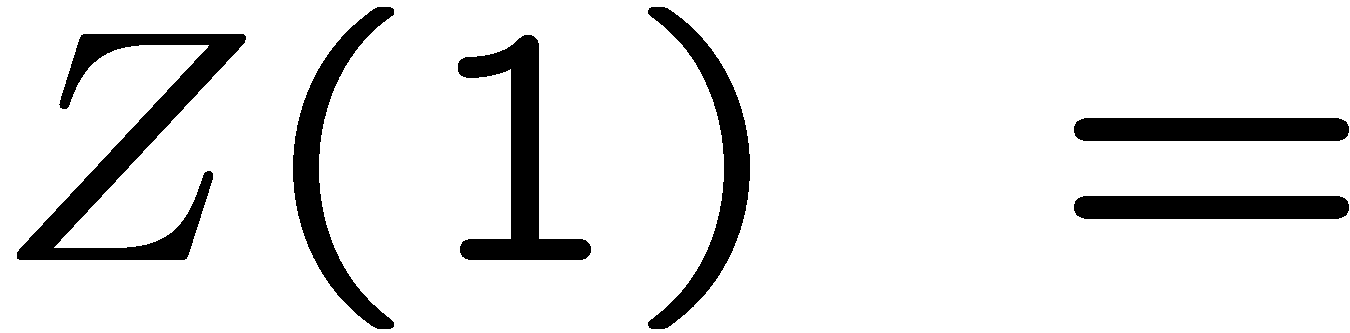 Z(1) =